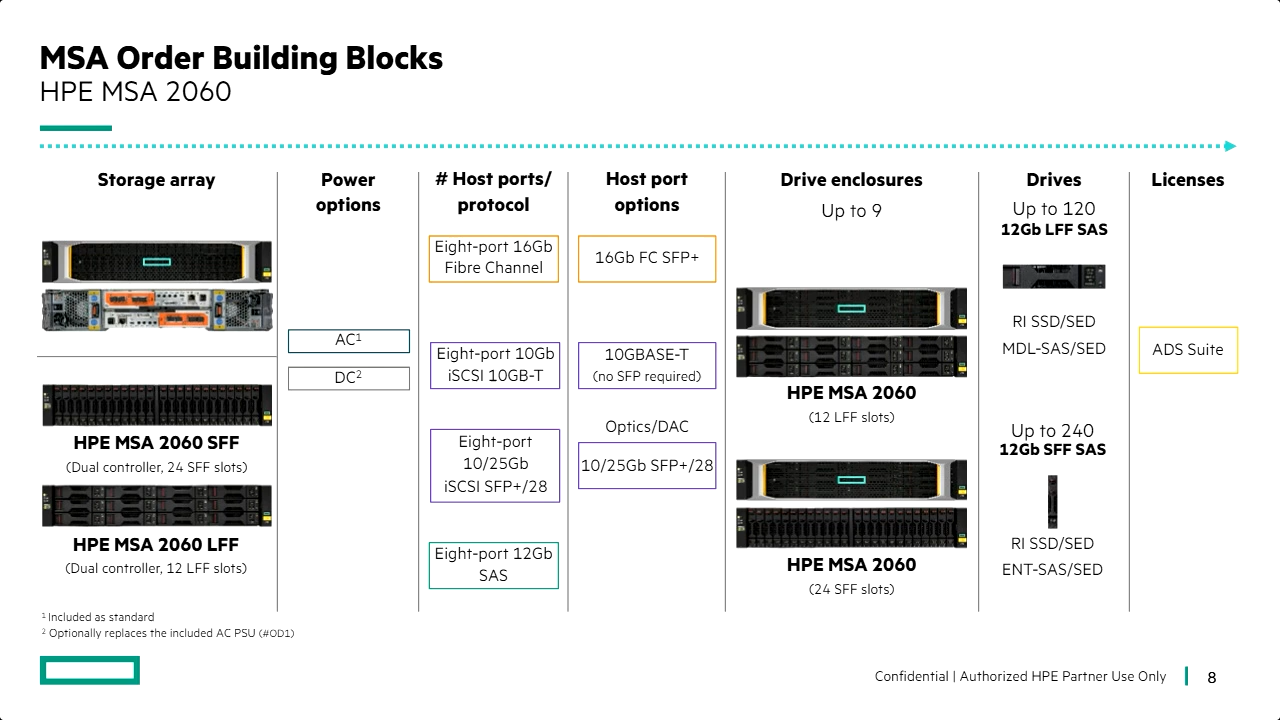 MSA Order Building Blocks
HPE MSA 2060
Storage array
HPE MSA 2060 SFF
(Dual controller, 24 SFF slots)
HPE MSA 2060 LFF
(Dual controller, 12 LFF slots)
Power
options
AC¹
DC²
# Host ports/
protocol
Eight-port 16Gb
Fibre Channel
Eight-port 10Gb
iSCSI 10GB-T
Eight-port
10/25Gb
iSCSI SFP+/28
Eight-port 12Gb
SAS
Host port
options
16Gb FC SFP+
10GBASE-T
(no SFP required)
Optics/DAC
10/25Gb SFP+/28
Drive enclosures
Up to 9
HPE MSA 2060
(12 LFF slots)
HPE MSA 2060
(24 SFF slots)
Drives
Up to 120
12Gb LFF SAS
RI SSD/SED
MDL-SAS/SED
Up to 240
12Gb SFF SAS
RI SSD/SED
ENT-SAS/SED
Licenses
ADS Suite
¹ Included as standard
² Optionally replaces the included AC PSU (#0D1)
Confidential | Authorized HPE Partner Use Only
8